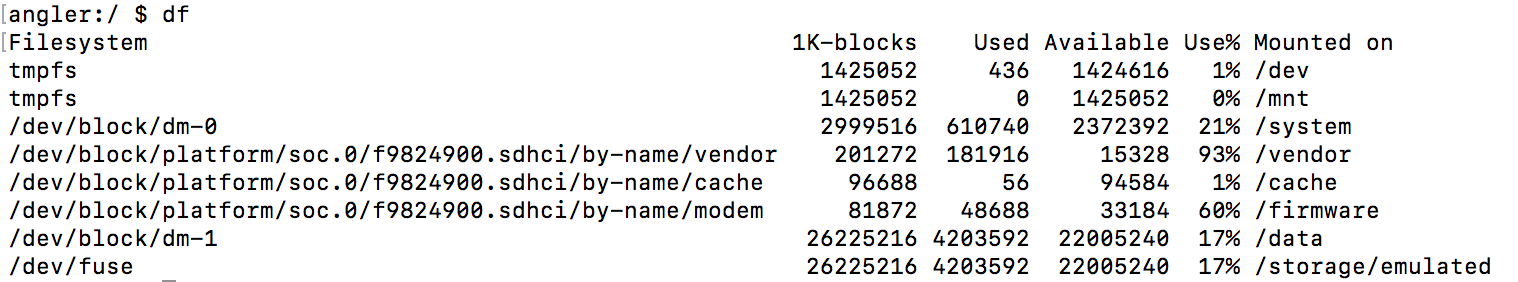 [angler:/ $ df
[Filesystem 1K-blocks Used Available Use% Mounted on
tmpfs 1425052 436 1424616 1% /dev
tmpfs 1425052 0 1425052 0% /mnt
/dev/block/dm-0 2999516 610740 2372392 21% /system
/dev/block/platform/soc.0/f9824900.sdhci/by-name/vendor 201272 181916 15328 93% /vendor
/dev/block/platform/soc.0/f9824900.sdhci/by-name/cache 96688 56 94584 1% /cache
/dev/block/platform/soc.0/f9824900.sdhci/by-name/modem 81872 48688 33184 60% /firmware
/dev/block/dm-1 26225216 4203592 22005240 17% /data
/dev/fuse 26225216 4203592 22005240 17% /storage/emulated